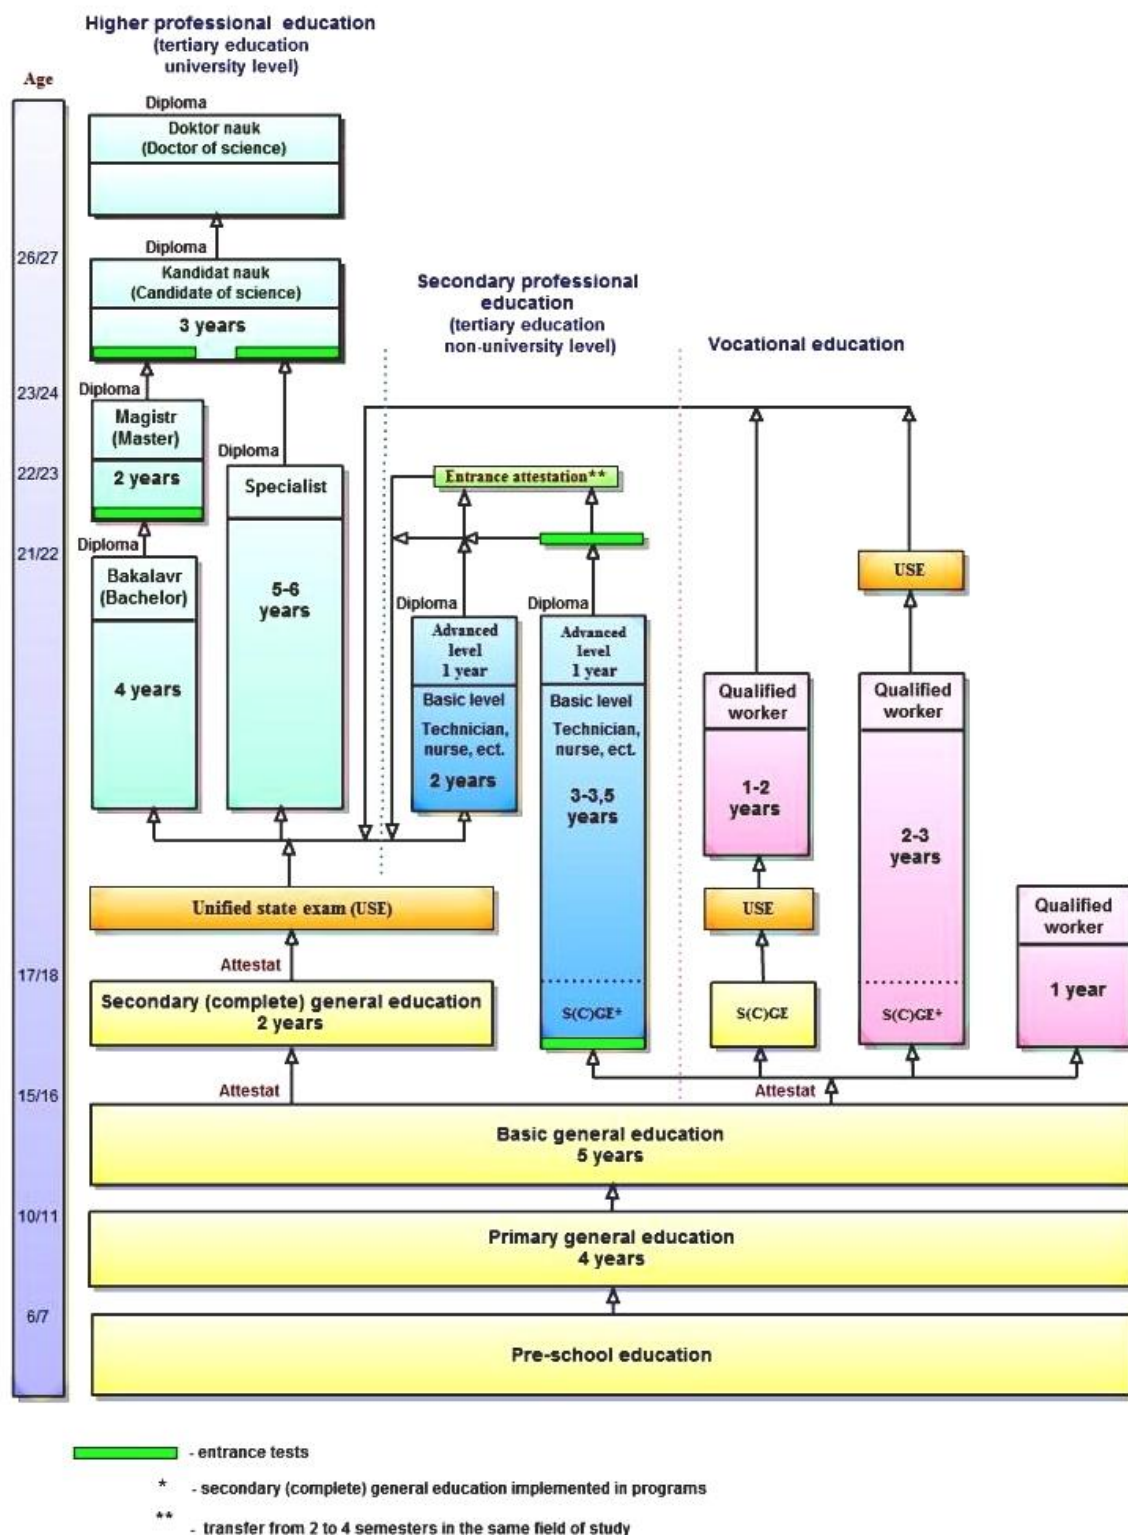 Higher professional education
(tertiary education
university level)
Age
Diploma
Doktor nauk
(Doctor of science)
26/27
Diploma
Kandidat nauk
(Candidate of science)
3 years
Secondary professional
education
(tertiary education
non-university level)
Vocational education
23/24
Diploma
Magistr
(Master)
2 years
Diploma
Specialist
5-6
years
22/23
Entrance attestation**
21/22
Diploma
Bakalavr
(Bachelor)
4 years
USE
Diploma
Advanced
level
1 year
Basic level
Technician,
nurse, ect.
2 years
Diploma
Advanced
level
1 year
Basic level
Technician,
nurse, ect.
3-3,5
years
S(C)GE*
Qualified
worker
1-2
years
USE
S(C)GE
Qualified
worker
2-3
years
S(C)GE*
Qualified
worker
1 year
Unified state exam (USE)
17/18
Attestat
Secondary (complete) general education
2 years
15/16
Attestat
Attestat
Basic general education
5 years
10/11
Primary general education
4 years
6/7
Pre-school education
- entrance tests
* - secondary (complete) general education implemented in programs
** - transfer from 2 to 4 semesters in the same field of study